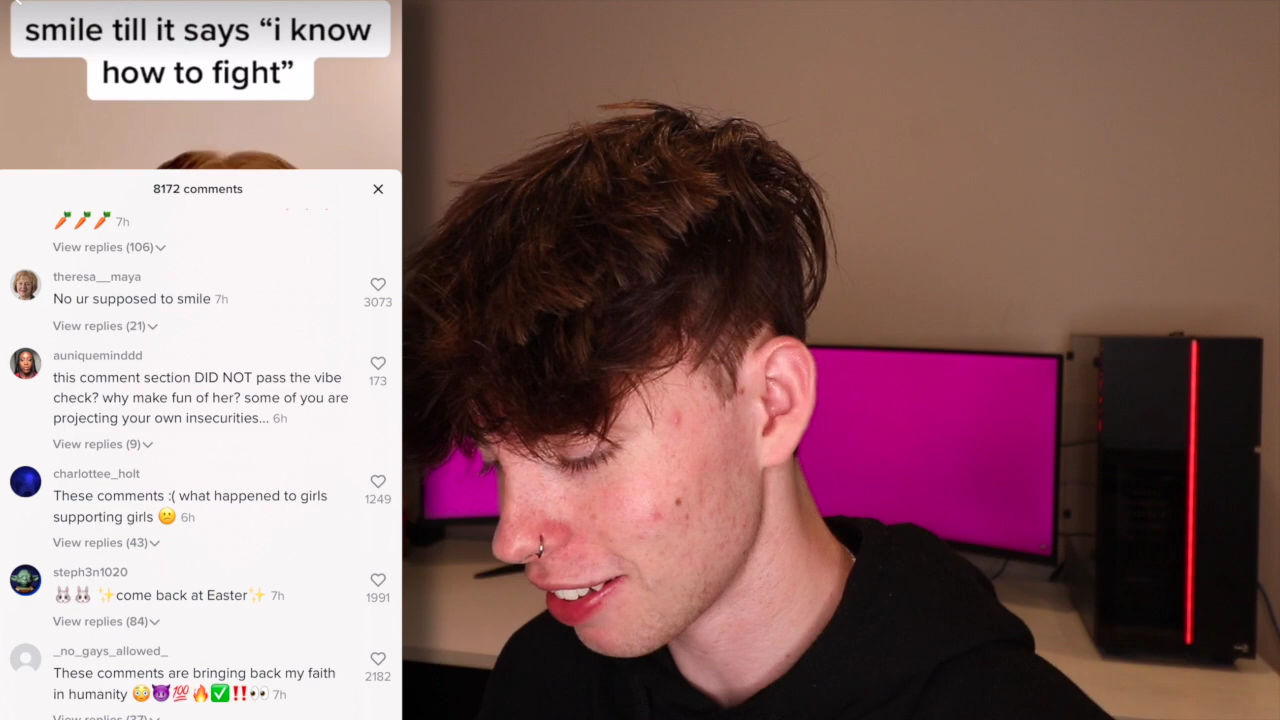 smile till it says “i know
how to fight”
8172 comments
🥕🥕🥕 7h
View replies (106)
theresa__maya
No ur supposed to smile 7h
3073
View replies (21)
auniqueminddd
this comment section DID NOT pass the vibe
check? why make fun of her? some of you are
projecting your own insecurities... 6h
173
View replies (9)
charlottee_holt
These comments :( what happened to girls
supporting girls 😕 6h
1249
View replies (43)
steph3n1020
🐰🐰 ✨come back at Easter✨ 7h
1991
View replies (84)
_no_gays_allowed_
These comments are bringing back my faith
in humanity 😳😈💯🔥✅‼️👀 7h
2182
View replies (37)